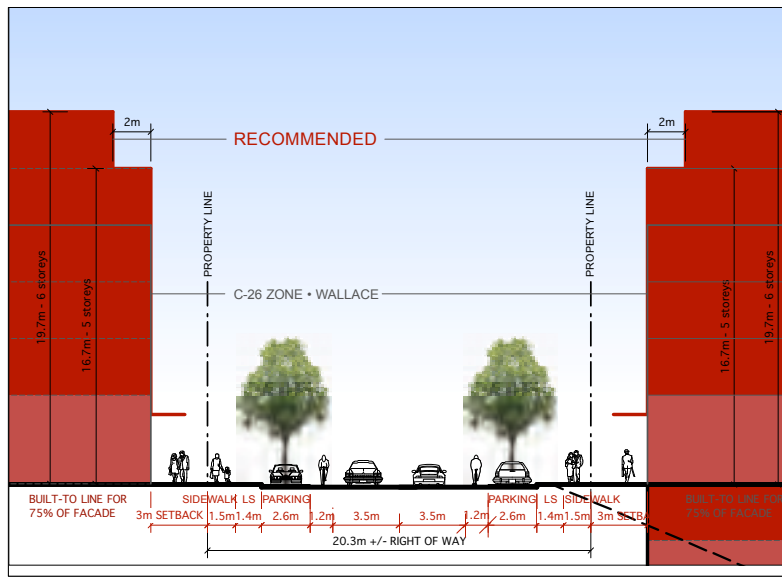 2m
2m
RECOMMENDED
PROPERTY LINE
PROPERTY LINE
C-26 ZONE • WALLACE
19.7m - 6 storeys
16.7m - 5 storeys
16.7m - 5 storeys
19.7m - 6 storeys
BUILT-TO LINE FOR
75% OF FACADE
SIDEWALK LS PARKING
PARKING LS SIDEWALK
BUILT-TO LINE FOR
75% OF FACADE
3m SETBACK 1.5m 1.4m 2.6m 1.2m 3.5m 3.5m 1.2m 2.6m 1.4m 1.5m 3m SETBA
20.3m +/- RIGHT OF WAY